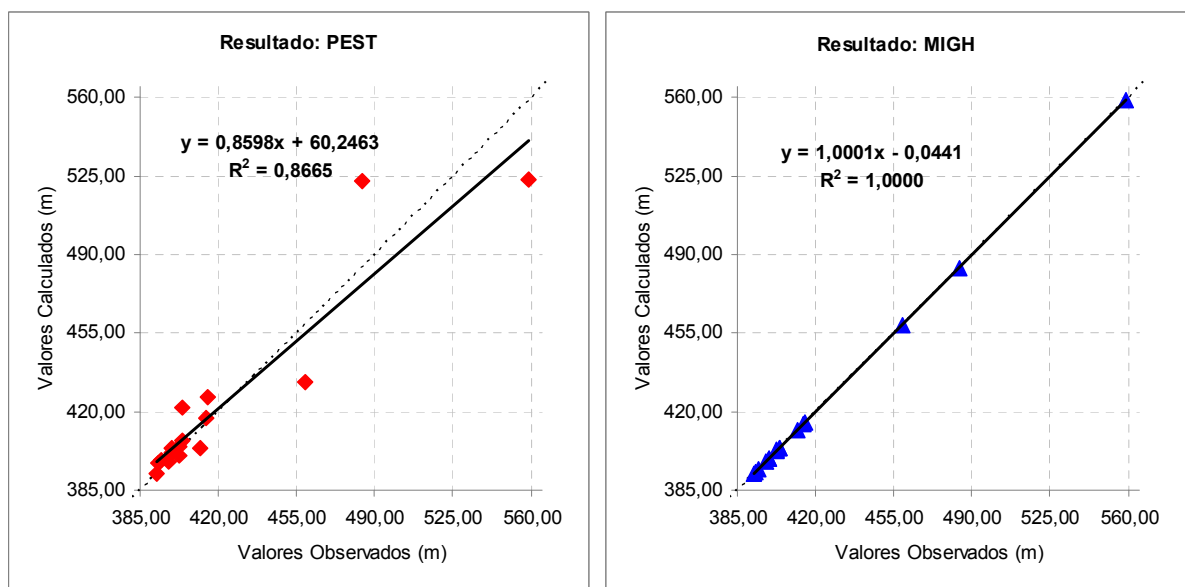 Resultado: PEST
560,00
525,00
490,00
455,00
420,00
385,00
Valores Calculados (m)
y = 0,8598x + 60,2463
R² = 0,8665
385,00 420,00 455,00 490,00 525,00 560,00
Valores Observados (m)
Resultado: MIGH
560,00
525,00
490,00
455,00
420,00
385,00
Valores Calculados (m)
y = 1,0001x - 0,0441
R² = 1,0000
385,00 420,00 455,00 490,00 525,00 560,00
Valores Observados (m)